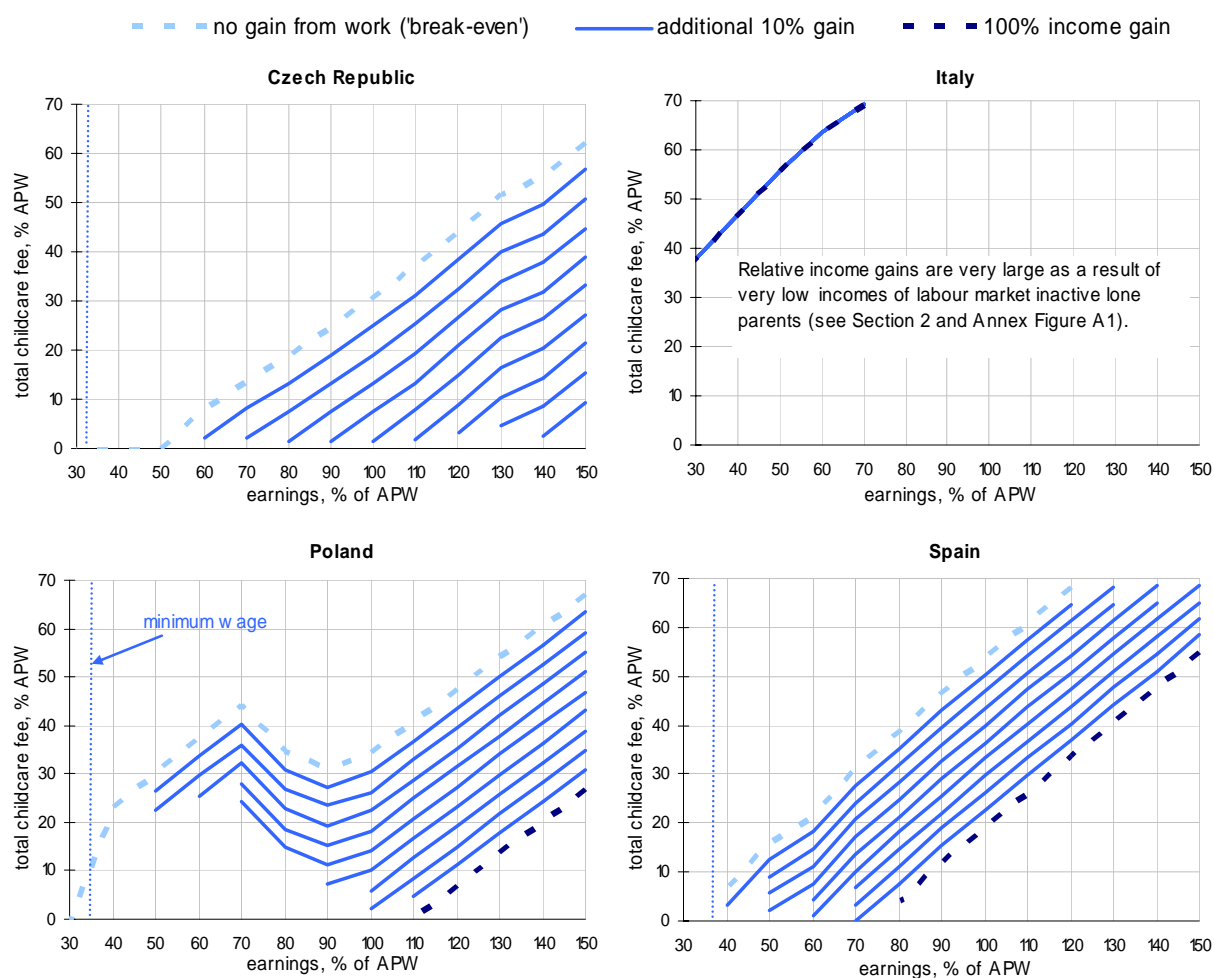 no gain from work ('break-even') additional 10% gain 100% income gain
Czech Republic
total childcare fee, % APW
70
60
50
40
30
20
10
0
30 40 50 60 70 80 90 100 110 120 130 140 150
earnings, % of APW
Italy
total childcare fee, % APW
70
60
50
40
30
20
10
0
Relative income gains are very large as a result of
very low incomes of labour market inactive lone
parents (see Section 2 and Annex Figure A1).
30 40 50 60 70 80 90 100 110 120 130 140 150
earnings, % of APW
Poland
total childcare fee, % APW
70
60
50
40
30
20
10
0
minimum wage
30 40 50 60 70 80 90 100 110 120 130 140 150
earnings, % of APW
Spain
total childcare fee, % APW
70
60
50
40
30
20
10
0
30 40 50 60 70 80 90 100 110 120 130 140 150
earnings, % of APW